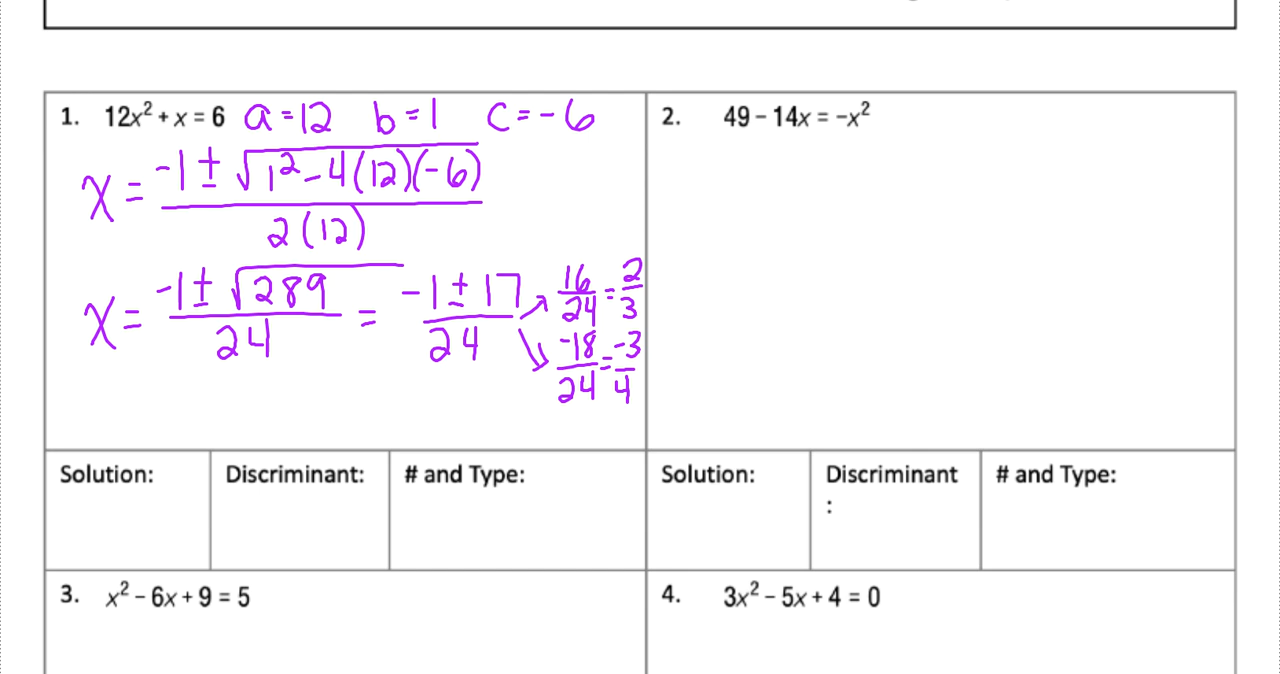 1. 12x² + x = 6 a = 12 b = 1 c = -6
x = (-1 ± √(1² - 4(12)(-6))) / 2(12)
x = (-1 ± √289) / 24 = (-1 ± 17) / 24 ↗ 16/24 = 2/3
↘ -18/24 = -3/4
Solution: Discriminant: # and Type:
2. 49 – 14x = –x²
Solution: Discriminant
:
# and Type:
3. x² – 6x + 9 = 5
4. 3x² – 5x + 4 = 0